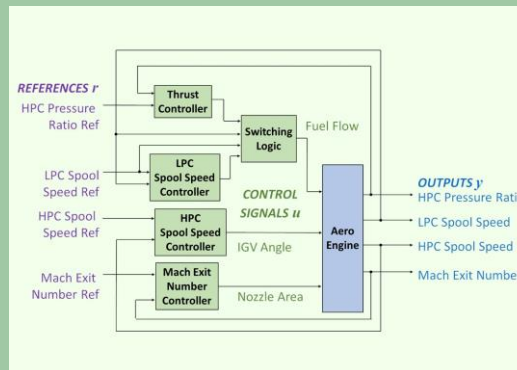 REFERENCES r
HPC Pressure
Ratio Ref
LPC Spool
Speed Ref
HPC Spool
Speed Ref
Mach Exit
Number Ref
Thrust
Controller
LPC
Spool Speed
Controller
HPC
Spool Speed
Controller
Mach Exit
Number
Controller
Switching
Logic
Fuel Flow
CONTROL
SIGNALS u
IGV Angle
Nozzle Area
Aero
Engine
OUTPUTS y
HPC Pressure Rati
LPC Spool Speed
HPC Spool Speed
Mach Exit Number